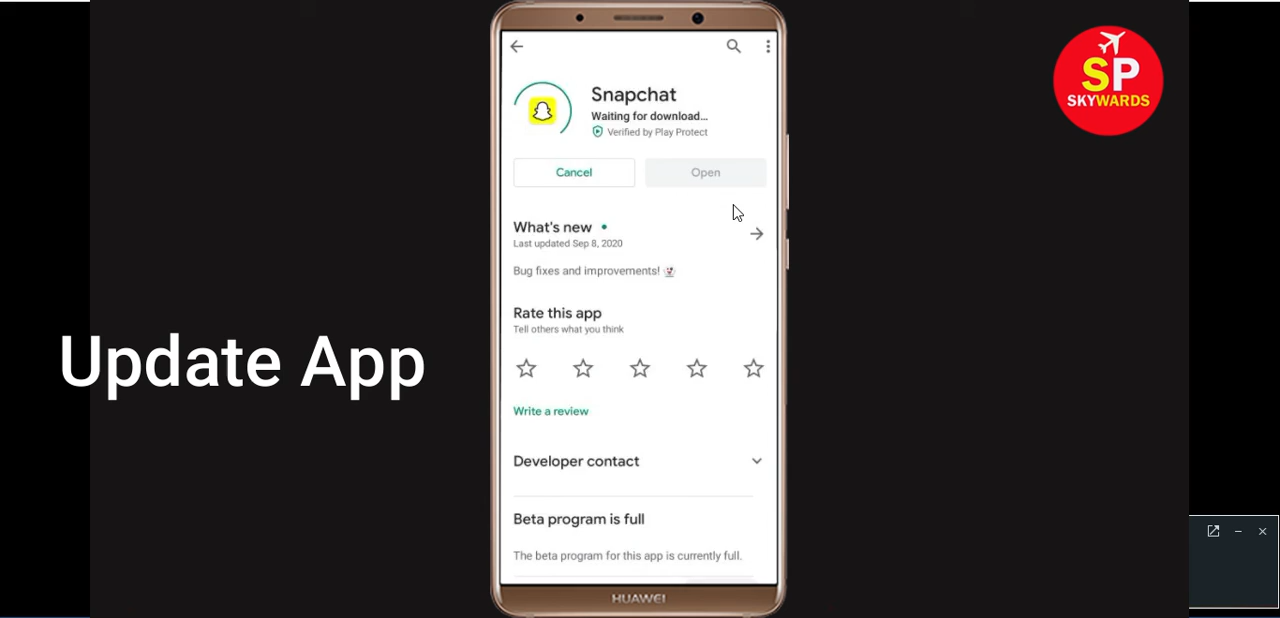 Snapchat
Waiting for download...
Verified by Play Protect
Cancel
Open
What's new
Last updated Sep 8, 2020
Bug fixes and improvements!
Rate this app
Tell others what you think
Write a review
Developer contact
Beta program is full
The beta program for this app is currently full.
HUAWEI
Update App
SP
SKYWARDS